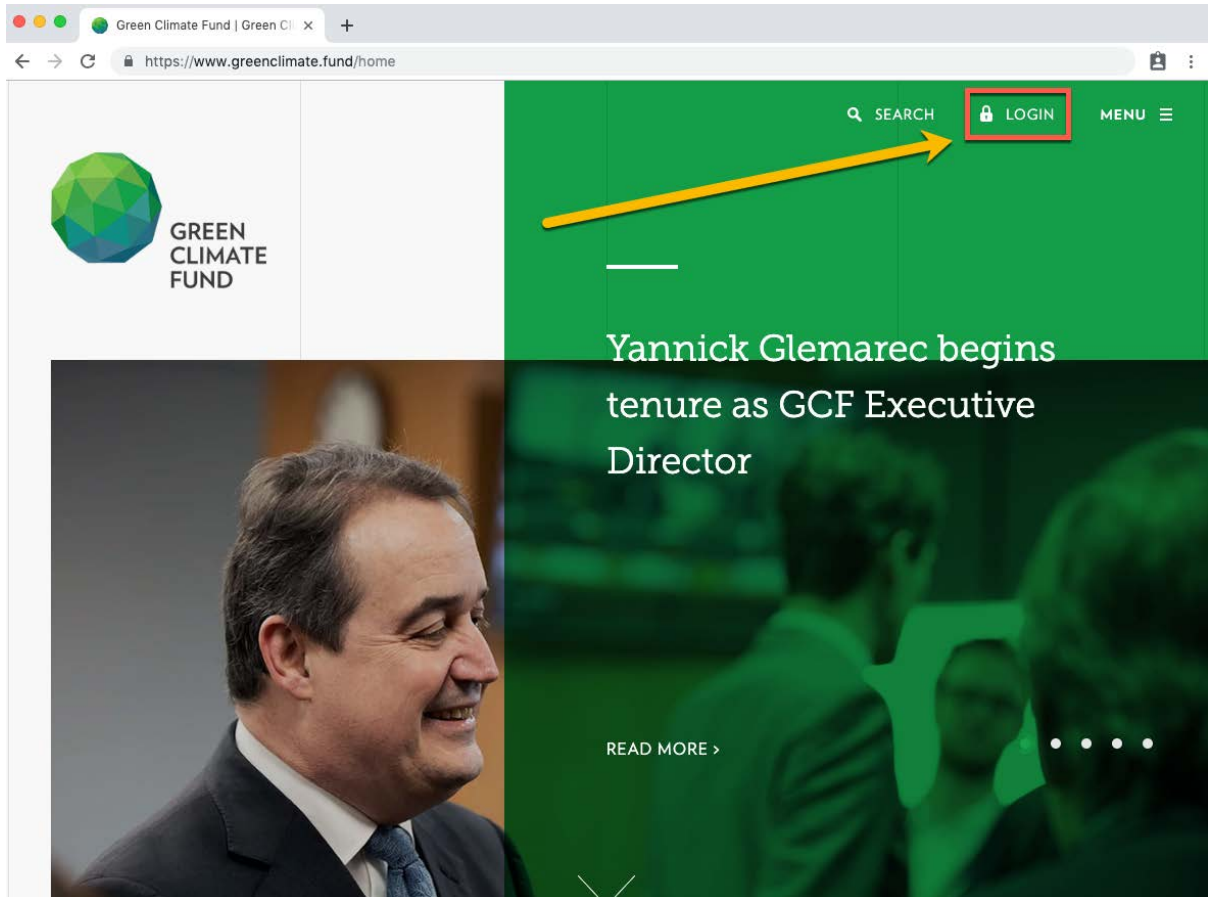 Green Climate Fund | Green Cli
https://www.greenclimate.fund/home
SEARCH
LOGIN
MENU
GREEN
CLIMATE
FUND
Yannick Glemarec begins
tenure as GCF Executive
Director
READ MORE >